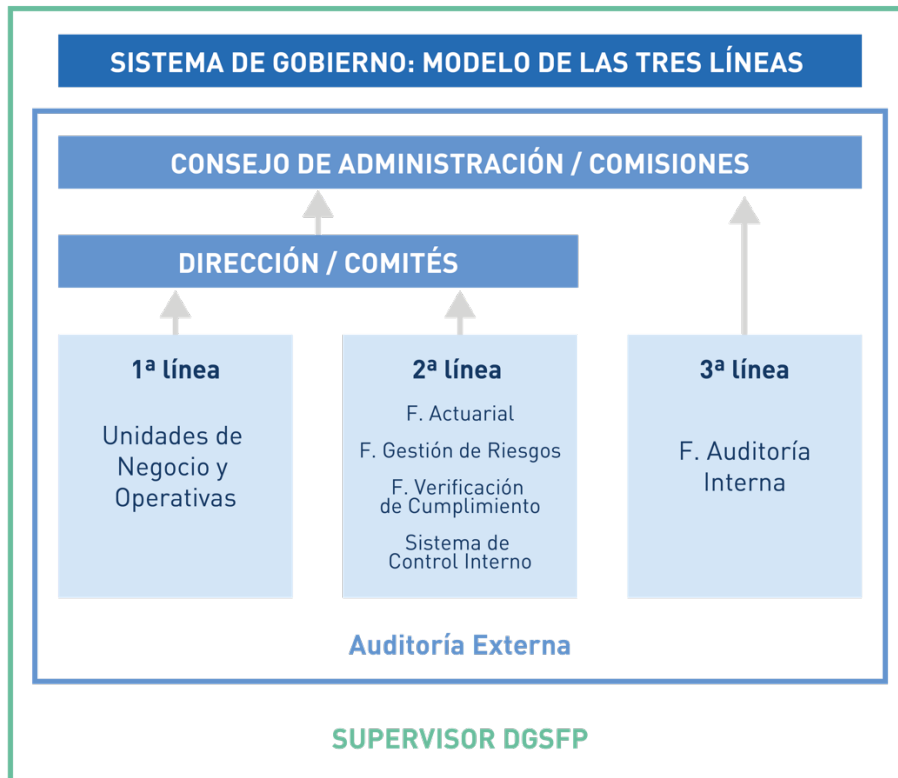 SISTEMA DE GOBIERNO: MODELO DE LAS TRES LÍNEAS
CONSEJO DE ADMINISTRACIÓN / COMISIONES
DIRECCIÓN / COMITÉS
1ª línea
Unidades de
Negocio y
Operativas
2ª línea
F. Actuarial
F. Gestión de Riesgos
F. Verificación
de Cumplimiento
Sistema de
Control Interno
3ª línea
F. Auditoría
Interna
Auditoría Externa
SUPERVISOR DGSFP